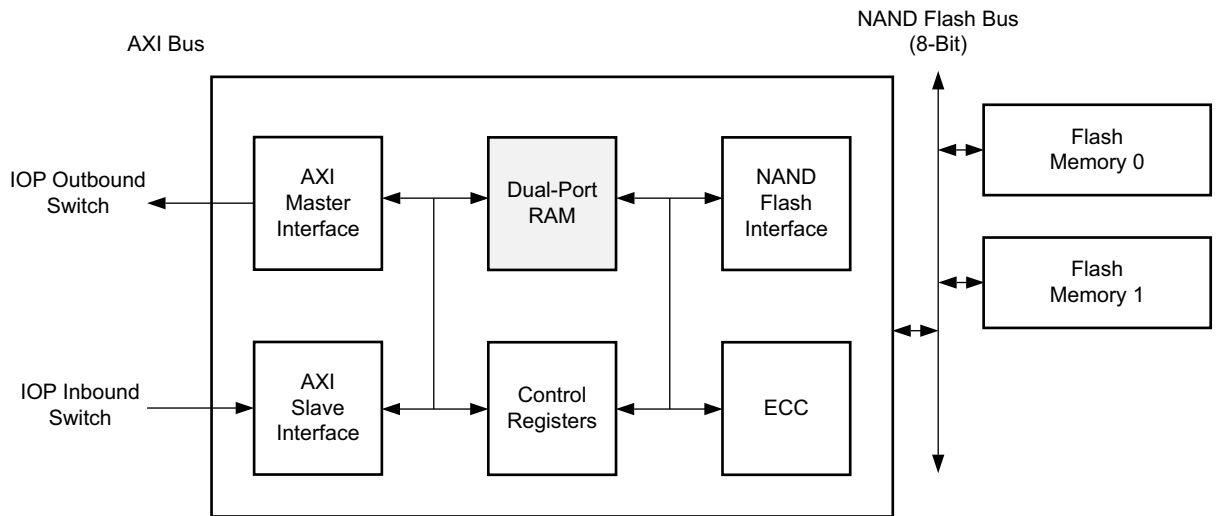 NAND Flash Bus
(8-Bit)
AXI Bus
Flash
Memory 0
IOP Outbound
Switch
AXI
Master
Interface
Dual-Port
RAM
NAND
Flash
Interface
Flash
Memory 1
IOP Inbound
Switch
AXI
Slave
Interface
Control
Registers
ECC